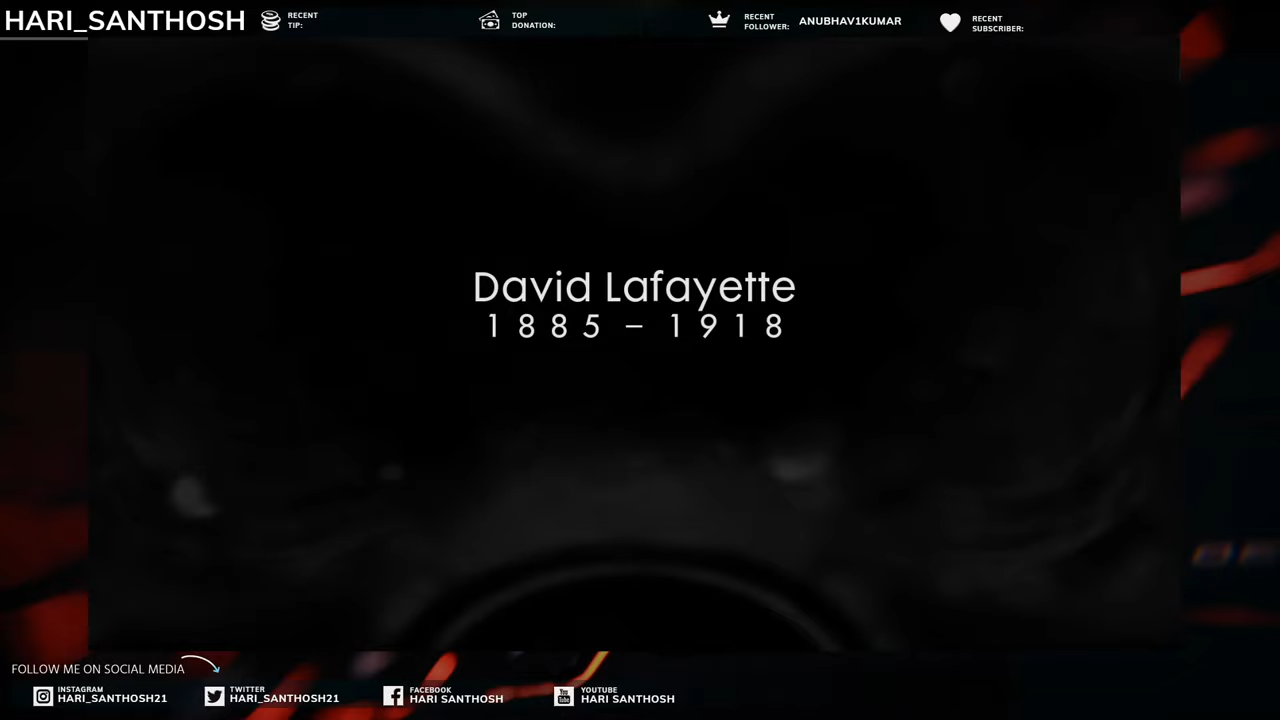 HARI_SANTHOSH
RECENT
TIP:
TOP
DONATION:
RECENT
FOLLOWER: ANUBHAV1KUMAR
RECENT
SUBSCRIBER:
David Lafayette
1885 – 1918
FOLLOW ME ON SOCIAL MEDIA
INSTAGRAM
HARI_SANTHOSH21
TWITTER
HARI_SANTHOSH21
FACEBOOK
HARI SANTHOSH
YOUTUBE
HARI SANTHOSH